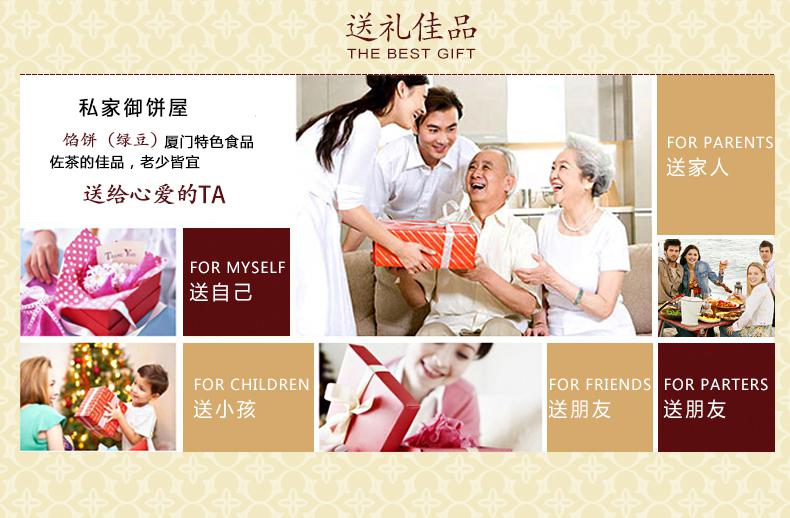 送礼佳品
THE BEST GIFT
私家御饼屋
馅饼（绿豆）厦门特色食品
佐茶的佳品，老少皆宜
送给心爱的TA
FOR PARENTS
送家人
THANK YOU
FOR MYSELF
送自己
FOR CHILDREN
送小孩
FOR FRIENDS
送朋友
FOR PARTERS
送朋友